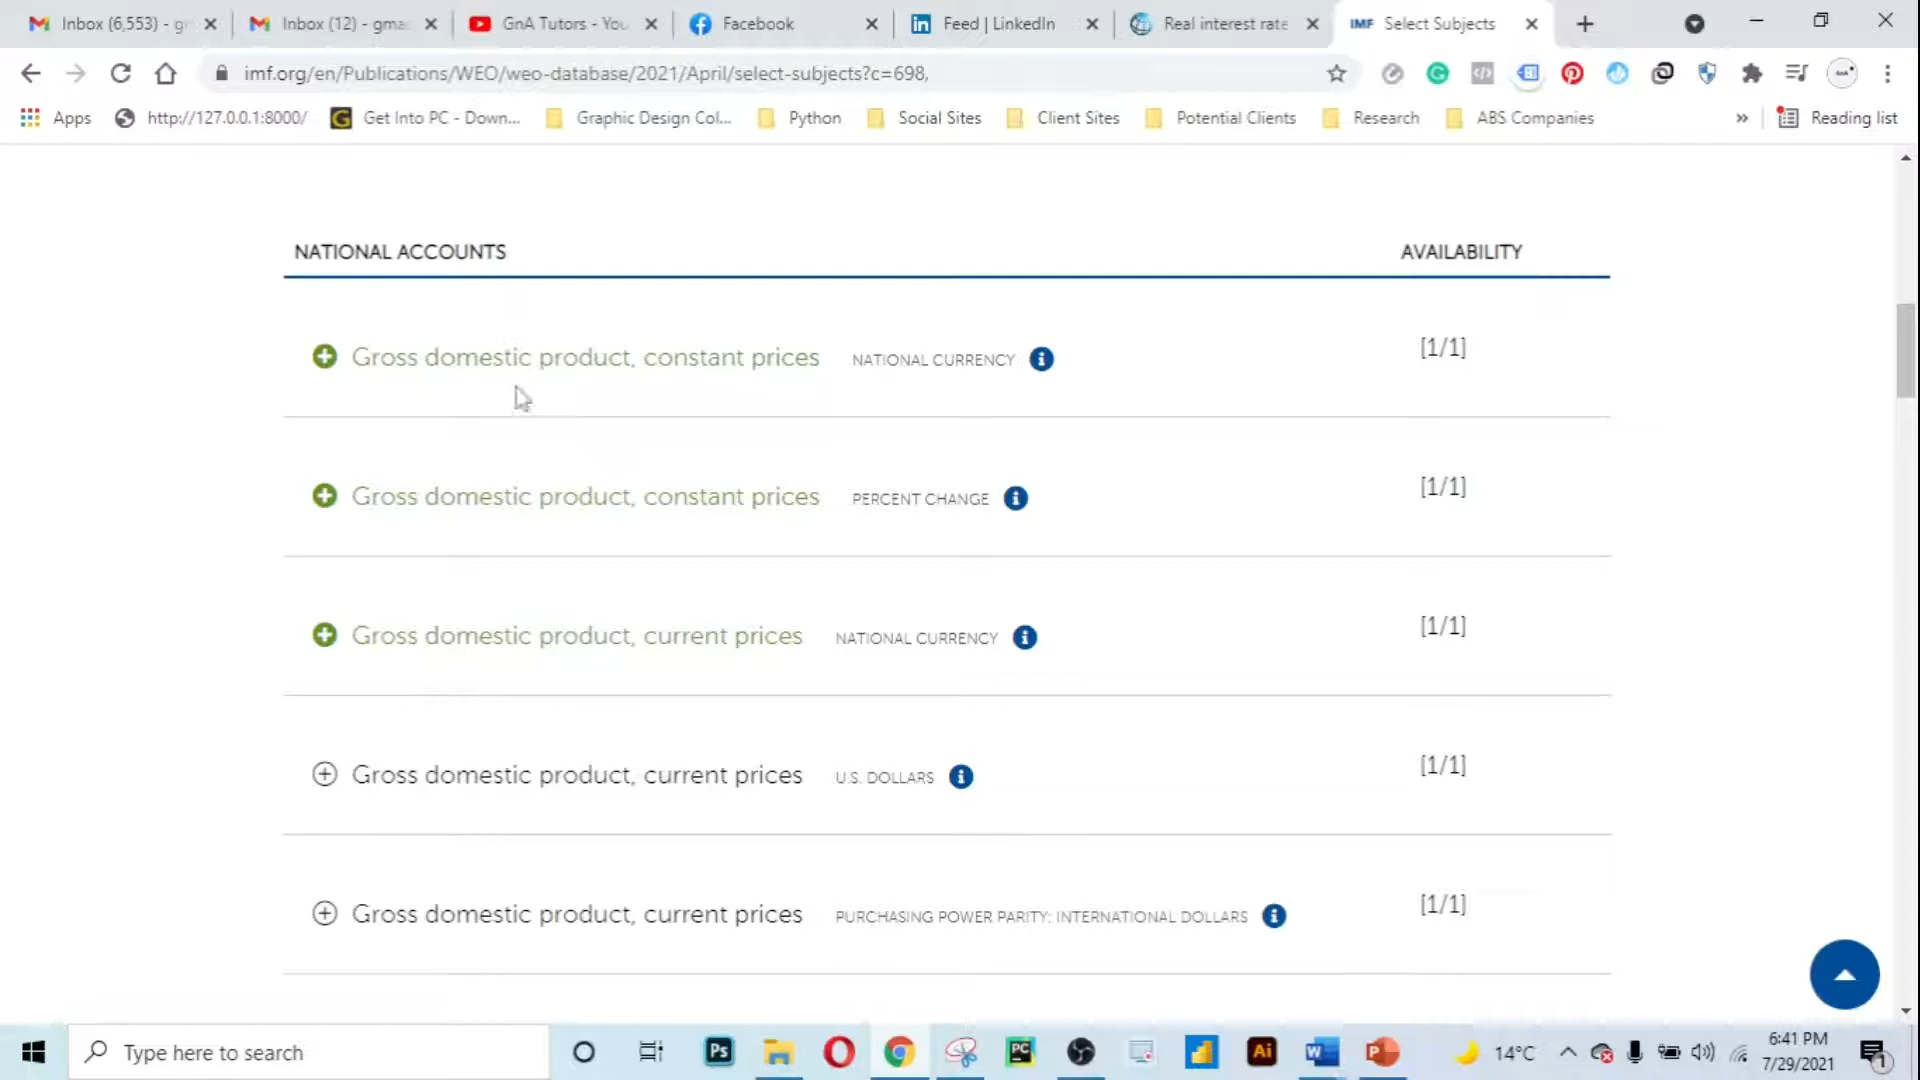 Inbox (6,553) - gr
Inbox (12) - gmai
GnA Tutors - You
Facebook
Feed | LinkedIn
Real interest rate
IMF Select Subjects
imf.org/en/Publications/WEO/weo-database/2021/April/select-subjects?c=698,
Apps
http://127.0.0.1:8000/
Get Into PC - Down...
Graphic Design Col...
Python
Social Sites
Client Sites
Potential Clients
Research
ABS Companies
»
Reading list
NATIONAL ACCOUNTS
AVAILABILITY
Gross domestic product, constant prices NATIONAL CURRENCY
[1/1]
Gross domestic product, constant prices PERCENT CHANGE
[1/1]
Gross domestic product, current prices NATIONAL CURRENCY
[1/1]
Gross domestic product, current prices U.S. DOLLARS
[1/1]
Gross domestic product, current prices PURCHASING POWER PARITY; INTERNATIONAL DOLLARS
[1/1]
Type here to search
14°C
6:41 PM
7/29/2021
1